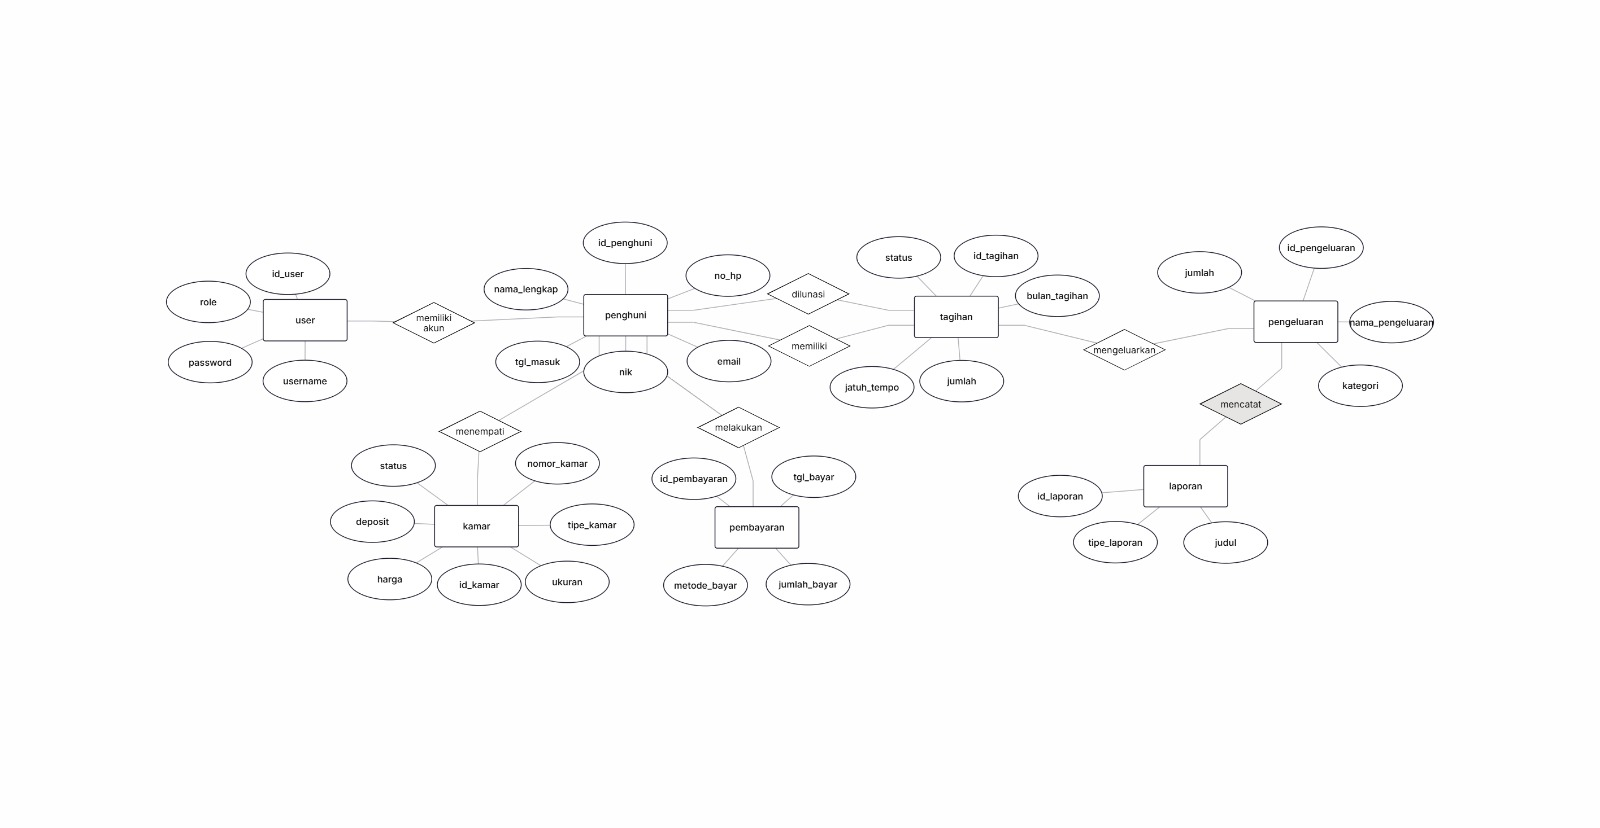 id_user
role
user
password
username
memiliki
akun
id_penghuni
nama_lengkap
no_hp
penghuni
tgl_masuk
nik
email
dilunasi
memiliki
status
id_tagihan
bulan_tagihan
tagihan
jatuh_tempo
jumlah
mengeluarkan
id_pengeluaran
jumlah
pengeluaran
nama_pengeluaran
kategori
mencatat
menempati
melakukan
status
nomor_kamar
deposit
kamar
tipe_kamar
harga
id_kamar
ukuran
id_pembayaran
tgl_bayar
pembayaran
metode_bayar
jumlah_bayar
laporan
id_laporan
tipe_laporan
judul